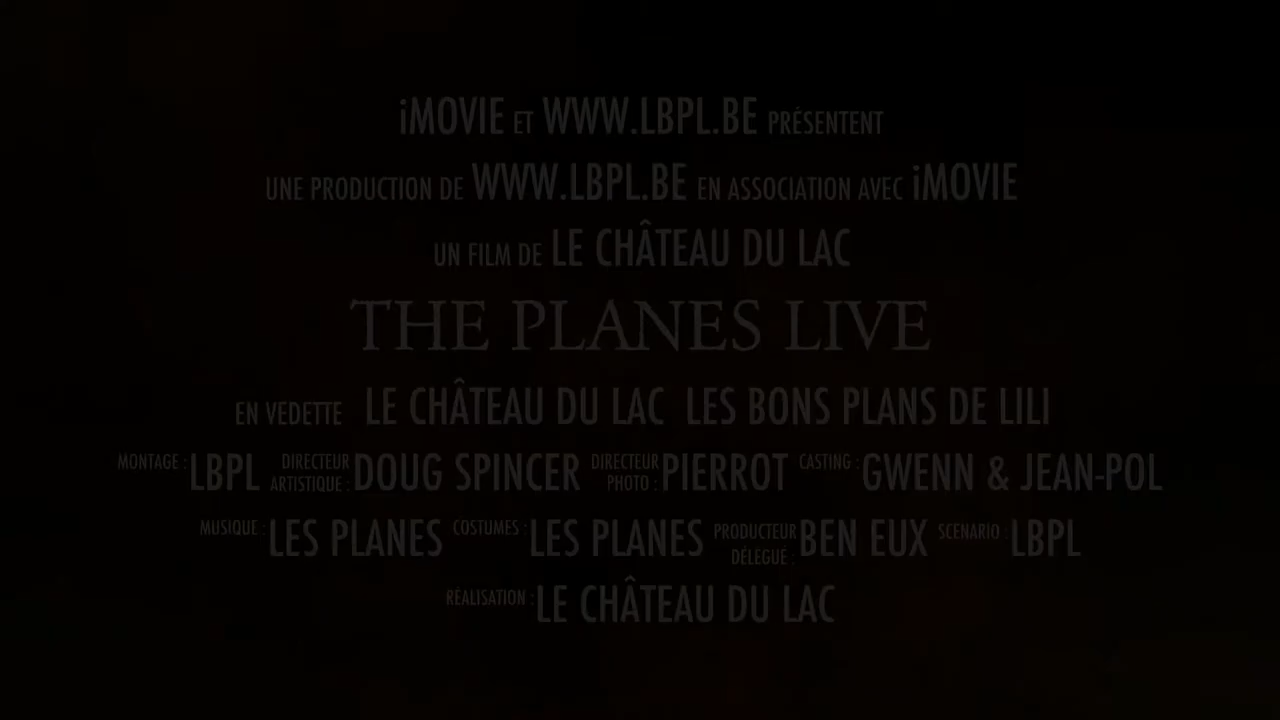 iMOVIE ET WWW.LBPL.BE PRÉSENTENT
UNE PRODUCTION DE WWW.LBPL.BE EN ASSOCIATION AVEC iMOVIE
UN FILM DE LE CHÂTEAU DU LAC
THE PLANES LIVE
EN VEDETTE LE CHÂTEAU DU LAC LES BONS PLANS DE LILI
MONTAGE : LBPL DIRECTEUR ARTISTIQUE : DOUG SPINCER DIRECTEUR PHOTO : PIERROT CASTING : GWENN & JEAN-POL
MUSIQUE : LES PLANES COSTUMES : LES PLANES PRODUCTEUR DÉLEGUÉ : BEN EUX SCENARIO : LBPL
RÉALISATION : LE CHÂTEAU DU LAC